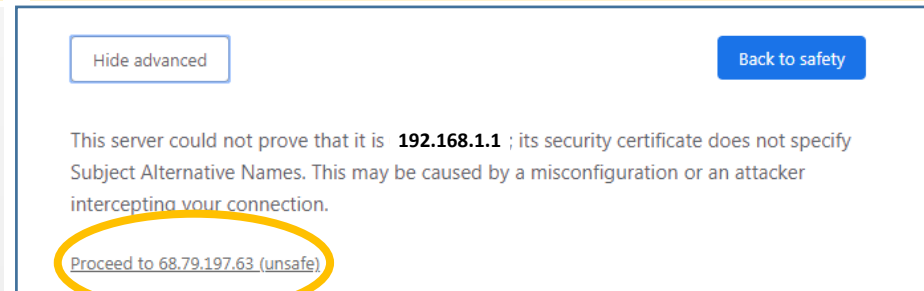 Hide advanced
Back to safety
This server could not prove that it is 192.168.1.1 ; its security certificate does not specify
Subject Alternative Names. This may be caused by a misconfiguration or an attacker
intercepting your connection.
Proceed to 68.79.197.63 (unsafe)